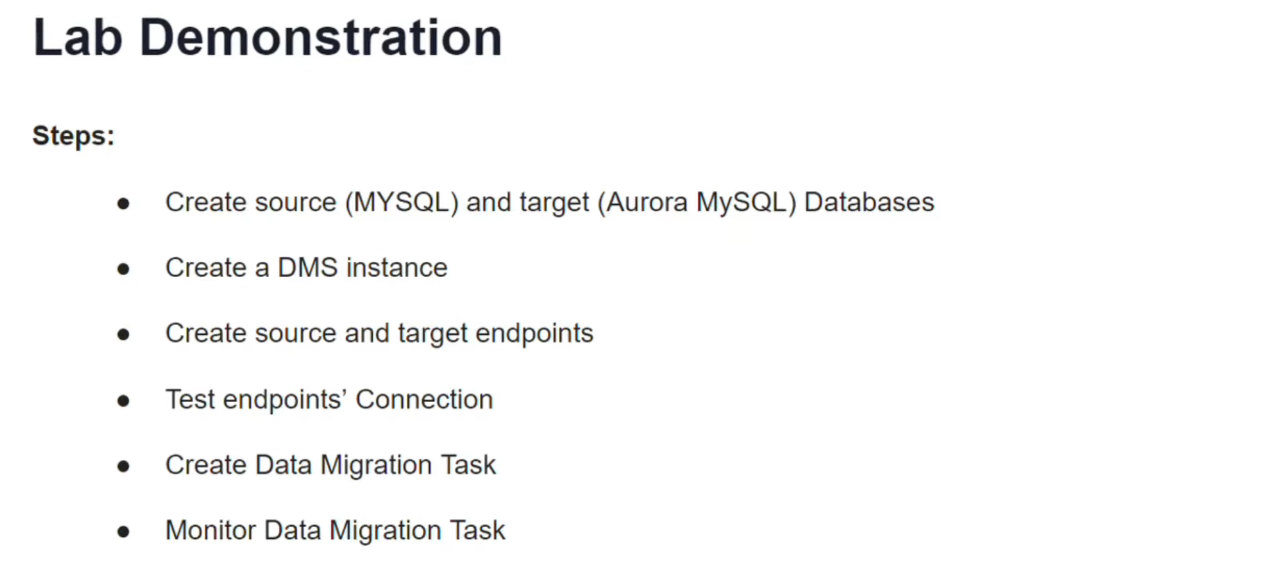 Lab Demonstration
Steps:
● Create source (MYSQL) and target (Aurora MySQL) Databases
● Create a DMS instance
● Create source and target endpoints
● Test endpoints’ Connection
● Create Data Migration Task
● Monitor Data Migration Task